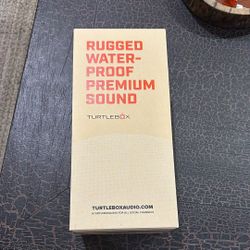 RUGGED
WATER-
PROOF
PREMIUM
SOUND
TURTLEBOX
TURTLEBOXAUDIO.COM